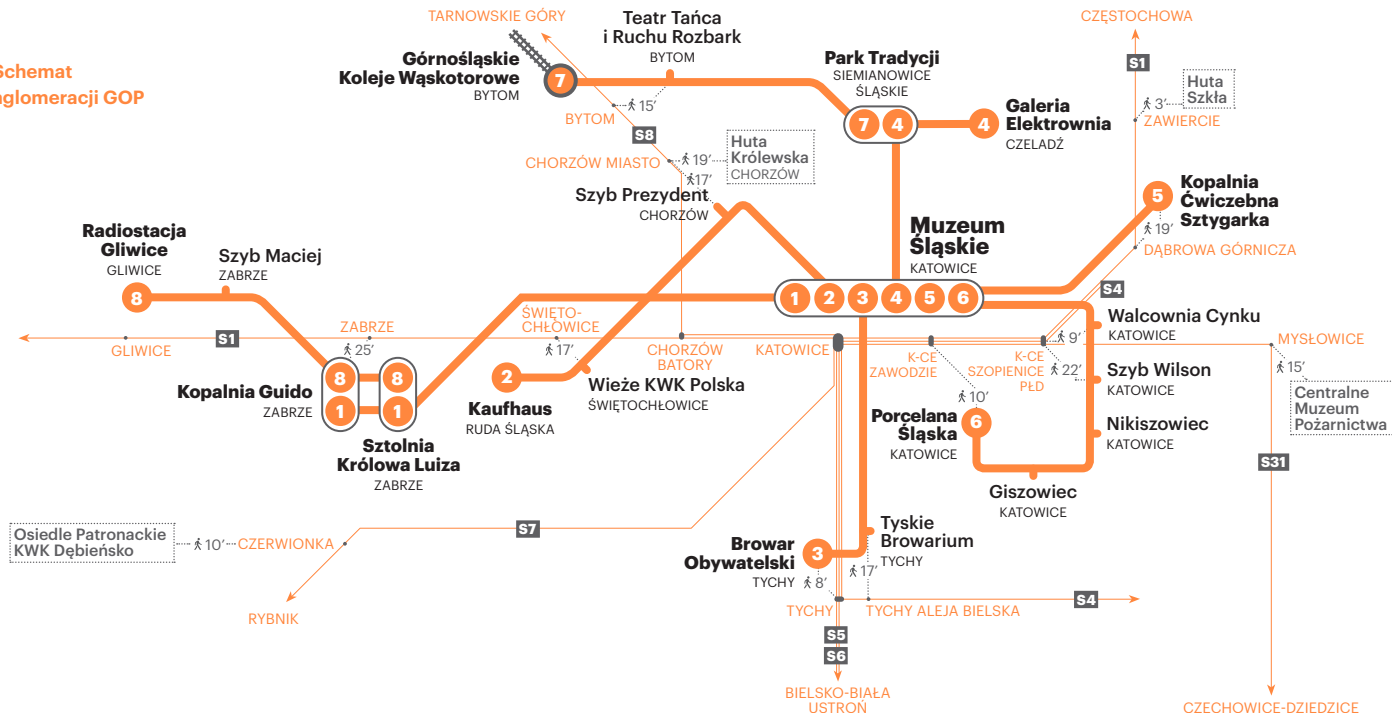 Schemat
aglomeracji GOP
TARNOWSKIE GÓRY
Górnośląskie
Koleje Wąskotorowe
BYTOM
7
Teatr Tańca
i Ruchu Rozbark
BYTOM
15'
BYTOM
S8
CHORZÓW MIASTO
19'
17'
Huta
Królewska
CHORZÓW
Szyb Prezydent
CHORZÓW
Park Tradycji
SIEMIANOWICE
ŚLĄSKIE
7 4
4
Galeria
Elektrownia
CZELADŹ
CZĘSTOCHOWA
S1
Huta
Szkła
3'
ZAWIERCIE
5
Kopalnia
Ćwiczebna
Sztygarka
19'
DĄBROWA GÓRNICZA
S4
Muzeum
Śląskie
KATOWICE
1 2 3 4 5 6
Radiostacja
Gliwice
GLIWICE
8
Szyb Maciej
ZABRZE
S1
GLIWICE
ZABRZE
25'
Kopalnia Guido
ZABRZE
8 8
1 1
Sztolnia
Królowa Luiza
ZABRZE
ŚWIĘTO-
CHŁOWICE
17'
2
Kaufhaus
RUDA ŚLĄSKA
Wieże KWK Polska
ŚWIĘTOCHŁOWICE
CHORZÓW
BATORY
KATOWICE
K-CE
ZAWODZIE
K-CE
SZOPIENICE
PŁD
9'
22'
10'
Walcownia Cynku
KATOWICE
Szyb Wilson
KATOWICE
Nikiszowiec
KATOWICE
Porcelana
Śląska
KATOWICE
6
Giszowiec
KATOWICE
MYSŁOWICE
15'
Centralne
Muzeum
Pożarnictwa
S31
CZECHOWICE-DZIEDZICE
Osiedle Patronackie
KWK Dębieńsko
10'
CZERWIONKA
S7
RYBNIK
Browar
Obywatelski
TYCHY
3
8'
Tyskie
Browarium
TYCHY
17'
TYCHY
TYCHY ALEJA BIELSKA
S4
S5
S6
BIELSKO-BIAŁA
USTROŃ